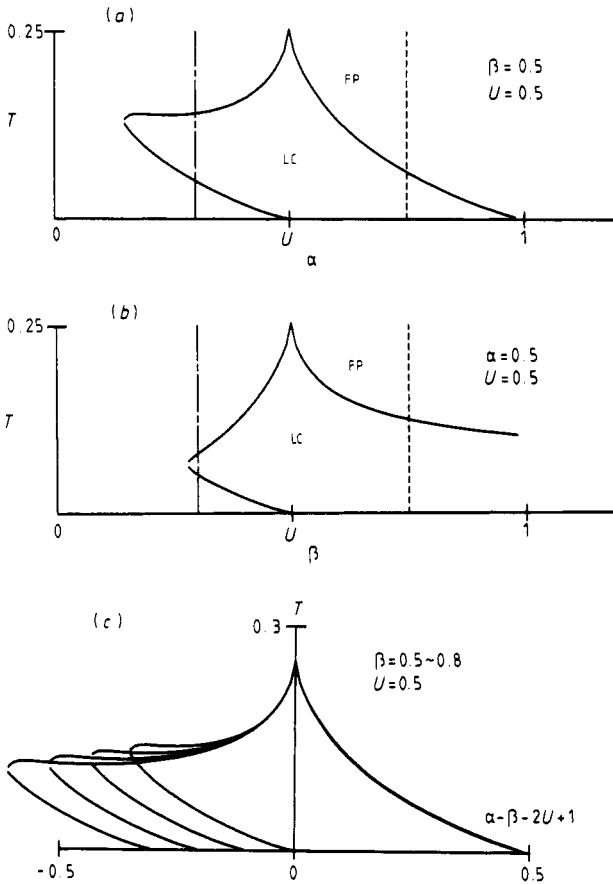 (a)
0.25
T
FP
β = 0.5
U = 0.5
LC
0
U
1
α
(b)
0.25
T
FP
α = 0.5
U = 0.5
LC
0
U
1
β
(c)
T
0.3
β = 0.5 ~ 0.8
U = 0.5
α - β - 2U + 1
-0.5
0
0.5